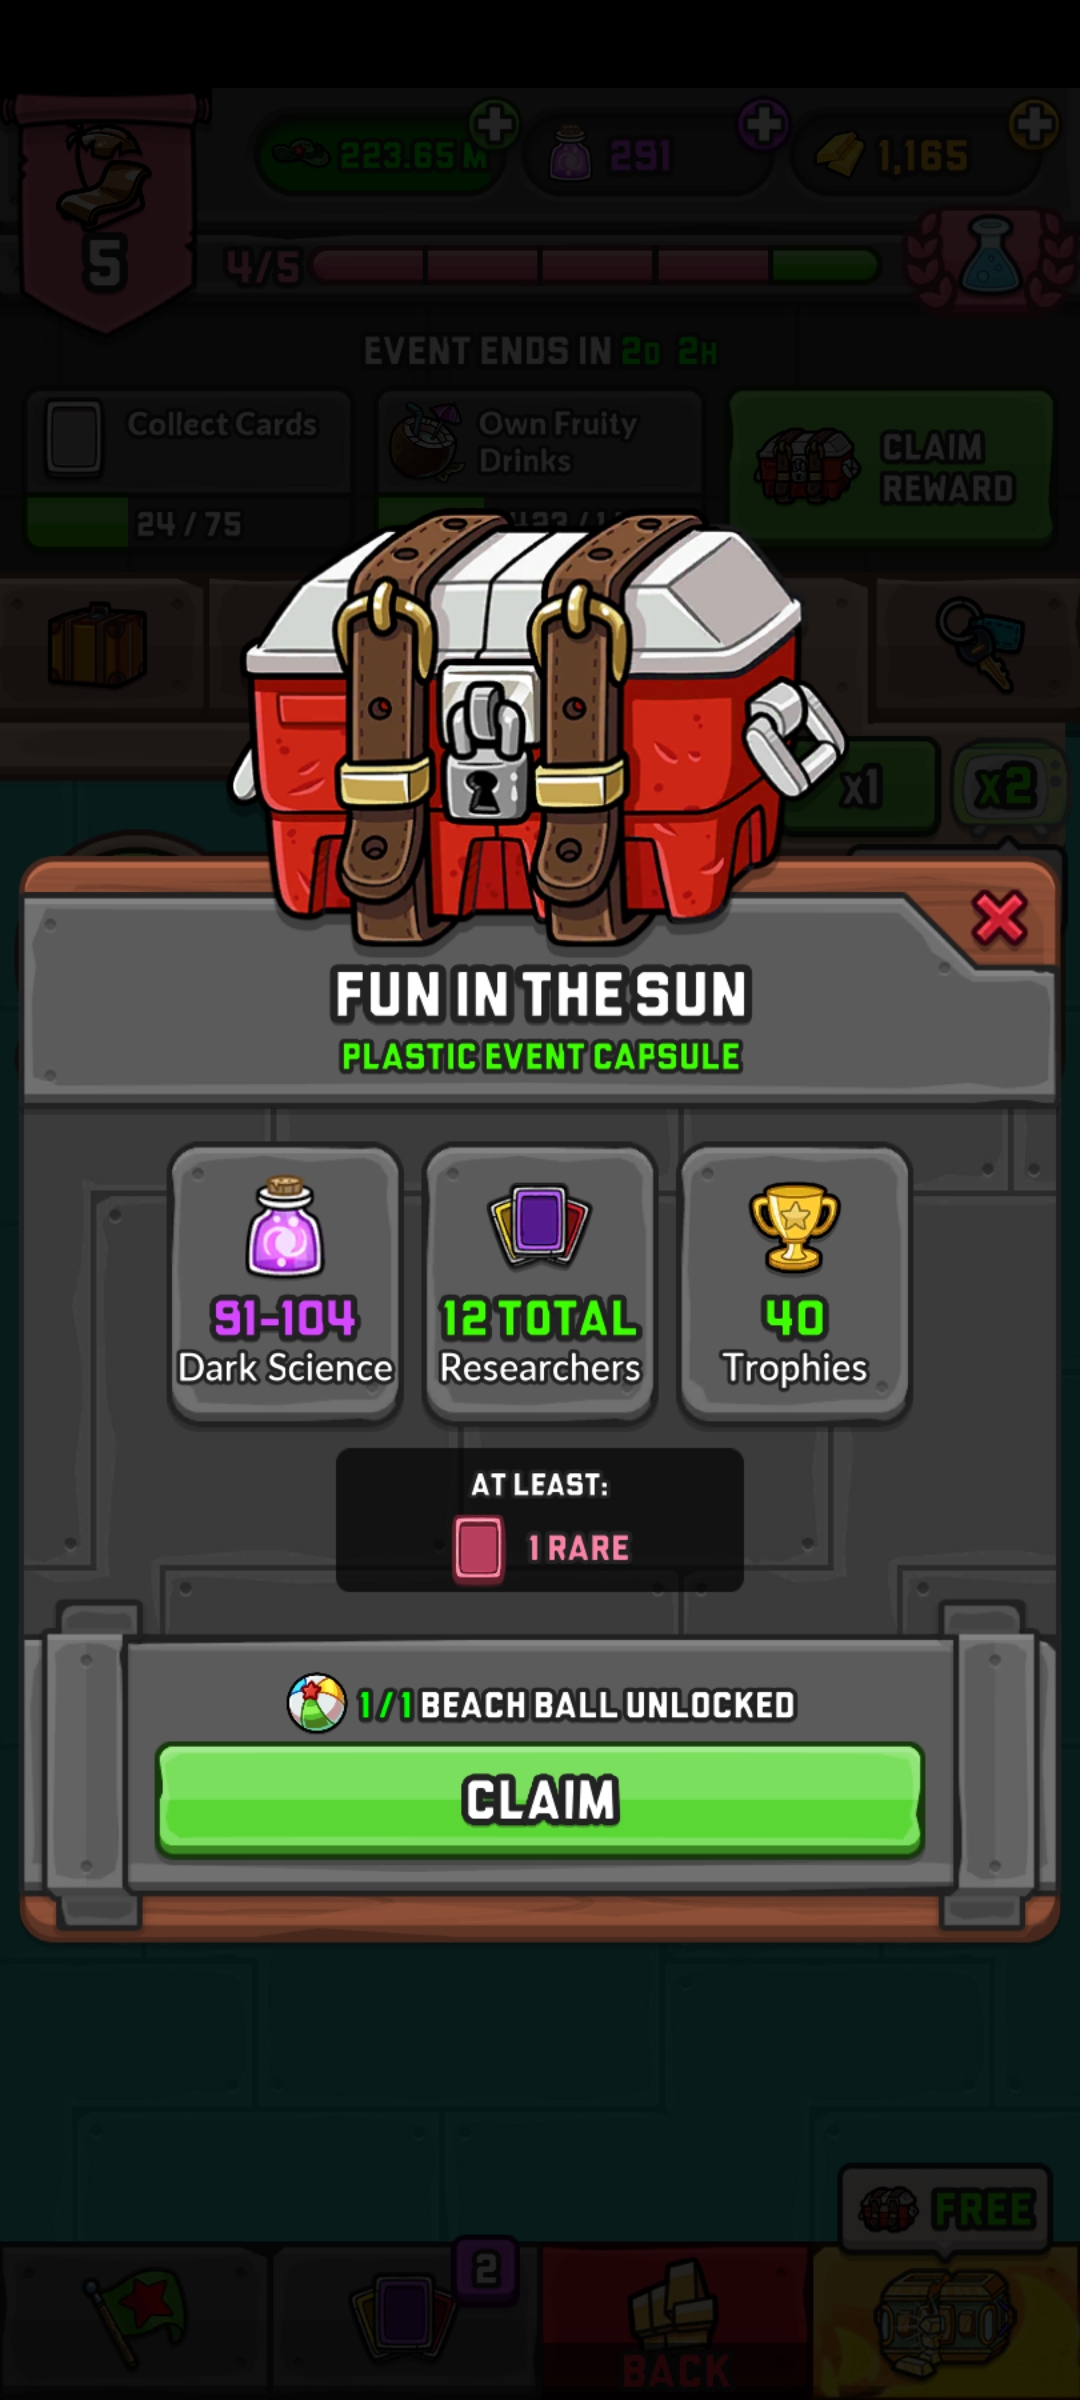 223.65 M
291
1,165
5
4/5
EVENT ENDS IN 2D 2H
Collect Cards
24 / 75
Own Fruity
Drinks
CLAIM
REWARD
x1
x2
FUN IN THE SUN
PLASTIC EVENT CAPSULE
91-104
Dark Science
12 TOTAL
Researchers
40
Trophies
AT LEAST:
1 RARE
1/1 BEACH BALL UNLOCKED
CLAIM
FREE
2
BACK